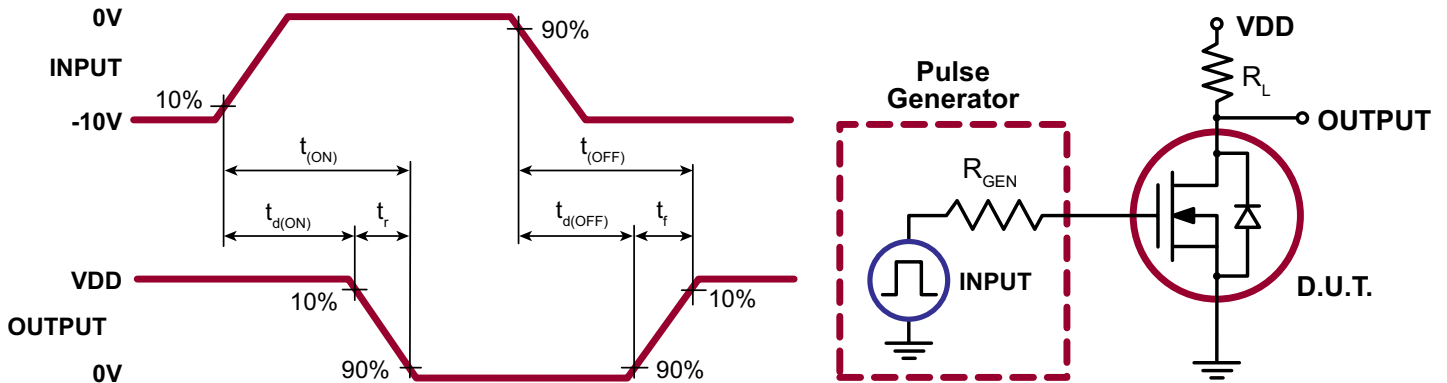 0V
INPUT
-10V
10%
90%
t(ON)
t(OFF)
td(ON)
tr
td(OFF)
tf
VDD
OUTPUT
0V
10%
90%
10%
90%
Pulse
Generator
RGEN
INPUT
VDD
RL
OUTPUT
D.U.T.